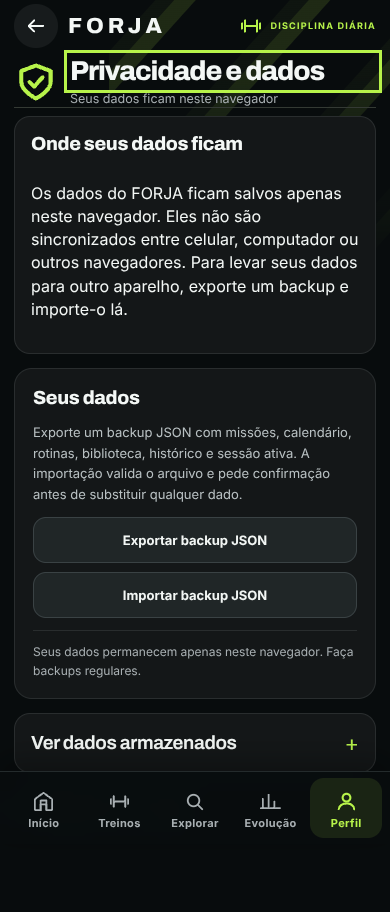 FORJA
DISCIPLINA DIÁRIA
Privacidade e dados
Seus dados ficam neste navegador
Onde seus dados ficam
Os dados do FORJA ficam salvos apenas
neste navegador. Eles não são
sincronizados entre celular, computador ou
outros navegadores. Para levar seus dados
para outro aparelho, exporte um backup e
importe-o lá.
Seus dados
Exporte um backup JSON com missões, calendário,
rotinas, biblioteca, histórico e sessão ativa. A
importação valida o arquivo e pede confirmação
antes de substituir qualquer dado.
Exportar backup JSON
Importar backup JSON
Seus dados permanecem apenas neste navegador. Faça
backups regulares.
Ver dados armazenados +
Início Treinos Explorar Evolução Perfil